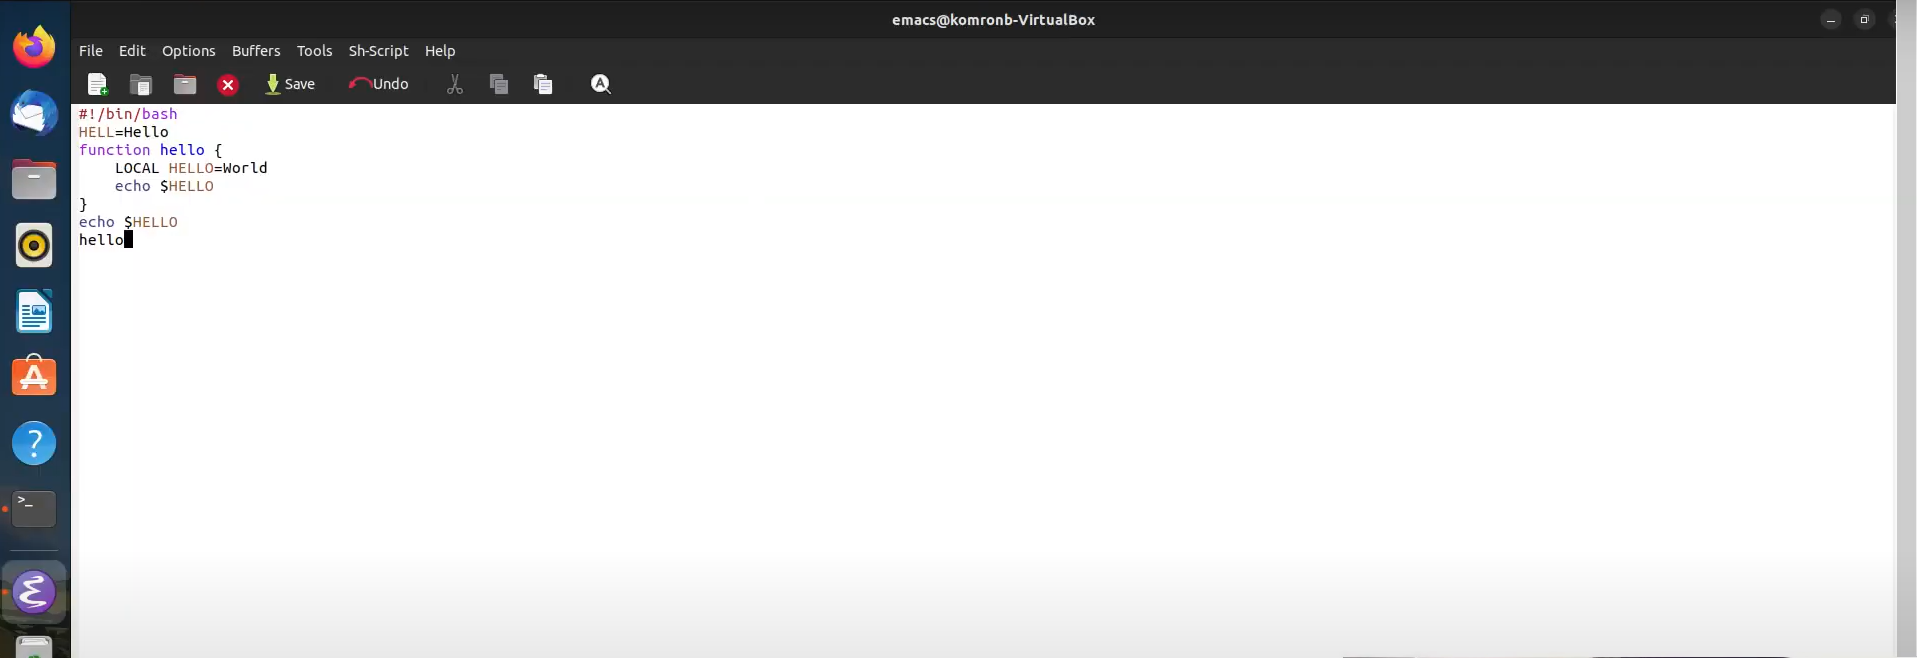 emacs@komronb-VirtualBox
File Edit Options Buffers Tools Sh-Script Help
Save Undo
#!/bin/bash
HELL=Hello
function hello {
    LOCAL HELLO=World
    echo $HELLO
}
echo $HELLO
hello